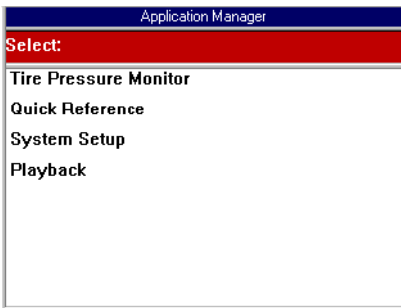 Application Manager
Select:
Tire Pressure Monitor
Quick Reference
System Setup
Playback